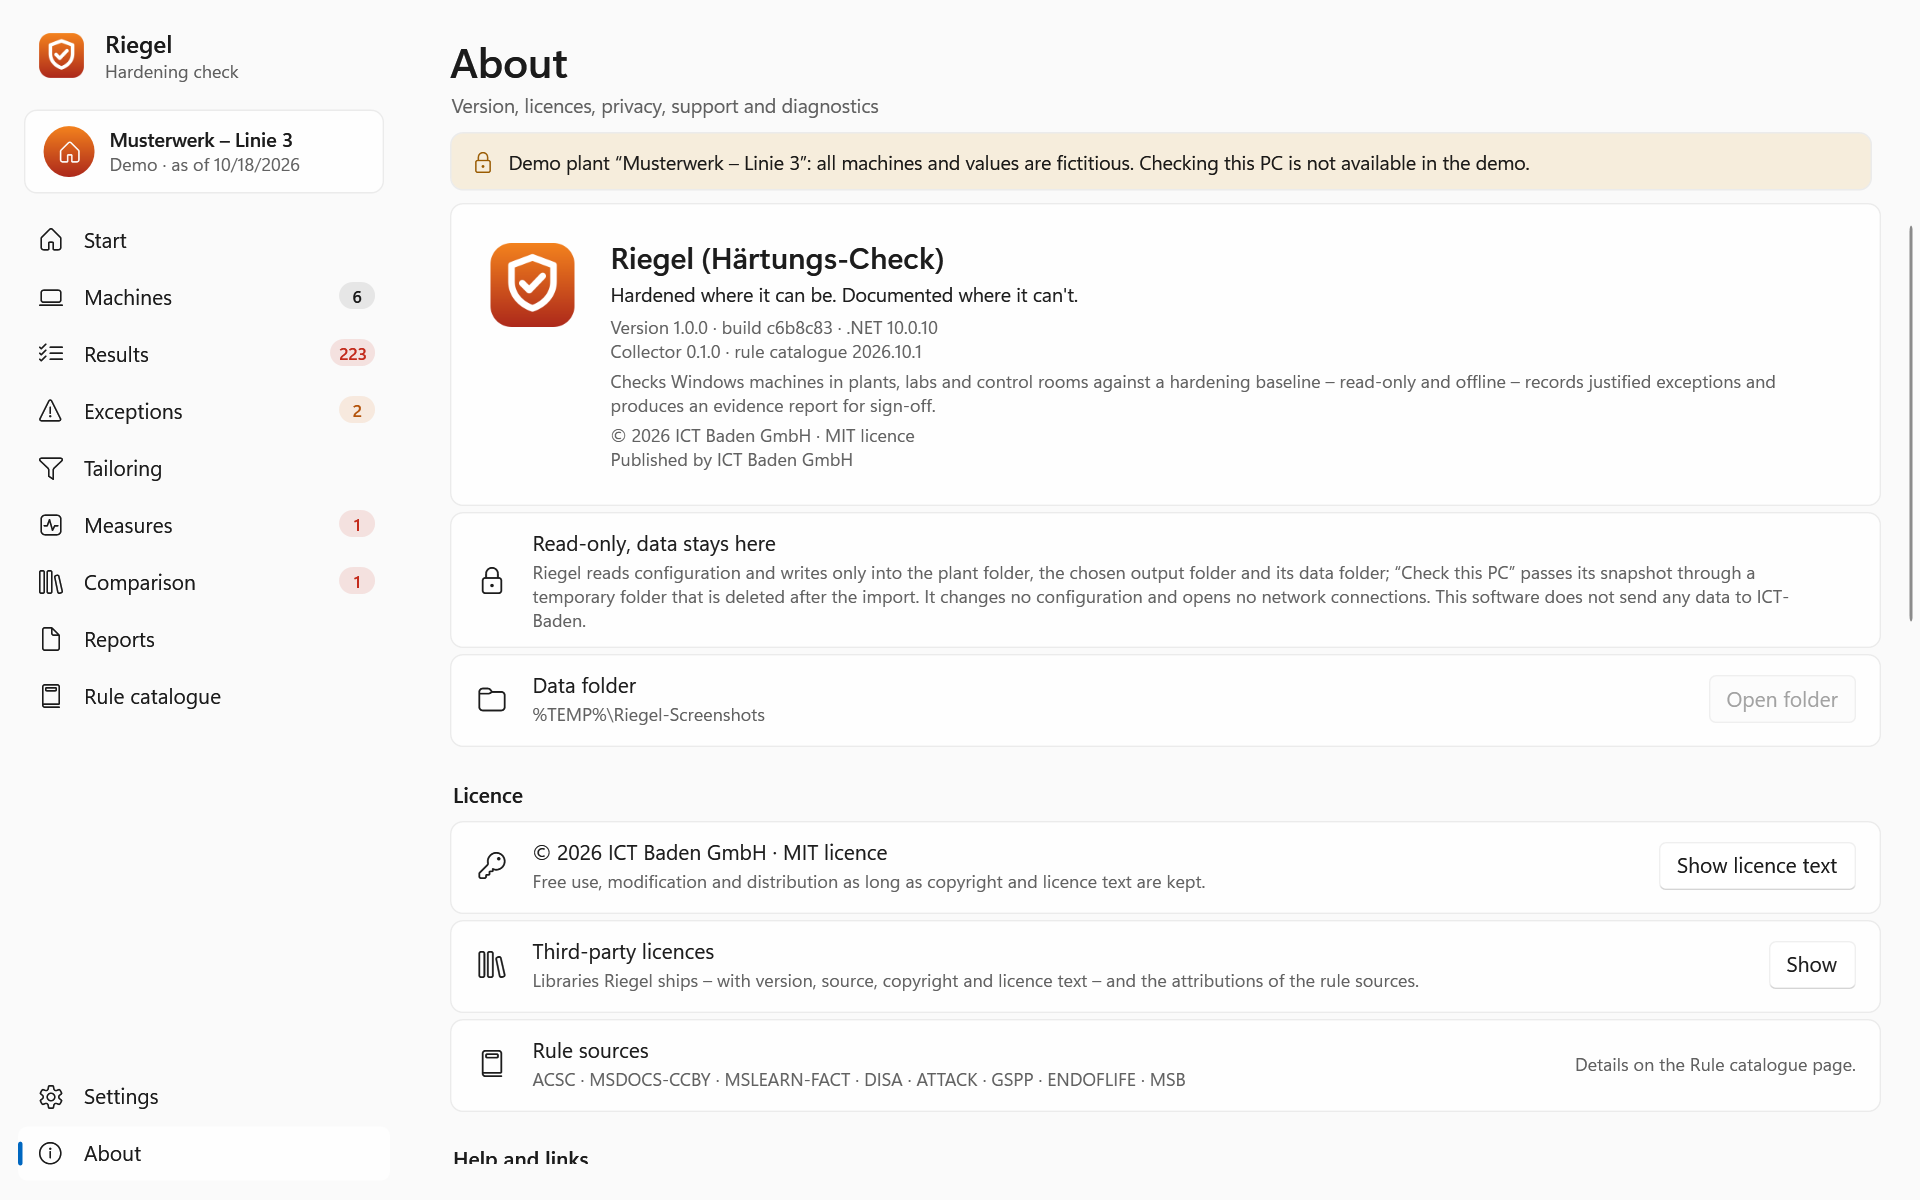 Riegel
Hardening check
Musterwerk – Linie 3
Demo · as of 10/18/2026
Start
Machines 6
Results 223
Exceptions 2
Tailoring
Measures 1
Comparison 1
Reports
Rule catalogue
Settings
About
About
Version, licences, privacy, support and diagnostics
Demo plant “Musterwerk – Linie 3”: all machines and values are fictitious. Checking this PC is not available in the demo.
Riegel (Härtungs-Check)
Hardened where it can be. Documented where it can't.
Version 1.0.0 · build c6b8c83 · .NET 10.0.10
Collector 0.1.0 · rule catalogue 2026.10.1
Checks Windows machines in plants, labs and control rooms against a hardening baseline – read-only and offline – records justified exceptions and
produces an evidence report for sign-off.
© 2026 ICT Baden GmbH · MIT licence
Published by ICT Baden GmbH
Read-only, data stays here
Riegel reads configuration and writes only into the plant folder, the chosen output folder and its data folder; “Check this PC” passes its snapshot through a
temporary folder that is deleted after the import. It changes no configuration and opens no network connections. This software does not send any data to ICT-
Baden.
Data folder
%TEMP%\Riegel-Screenshots
Open folder
Licence
© 2026 ICT Baden GmbH · MIT licence
Free use, modification and distribution as long as copyright and licence text are kept.
Show licence text
Third-party licences
Libraries Riegel ships – with version, source, copyright and licence text – and the attributions of the rule sources.
Show
Rule sources
ACSC · MSDOCS-CCBY · MSLEARN-FACT · DISA · ATTACK · GSPP · ENDOFLIFE · MSB
Details on the Rule catalogue page.
Help and links